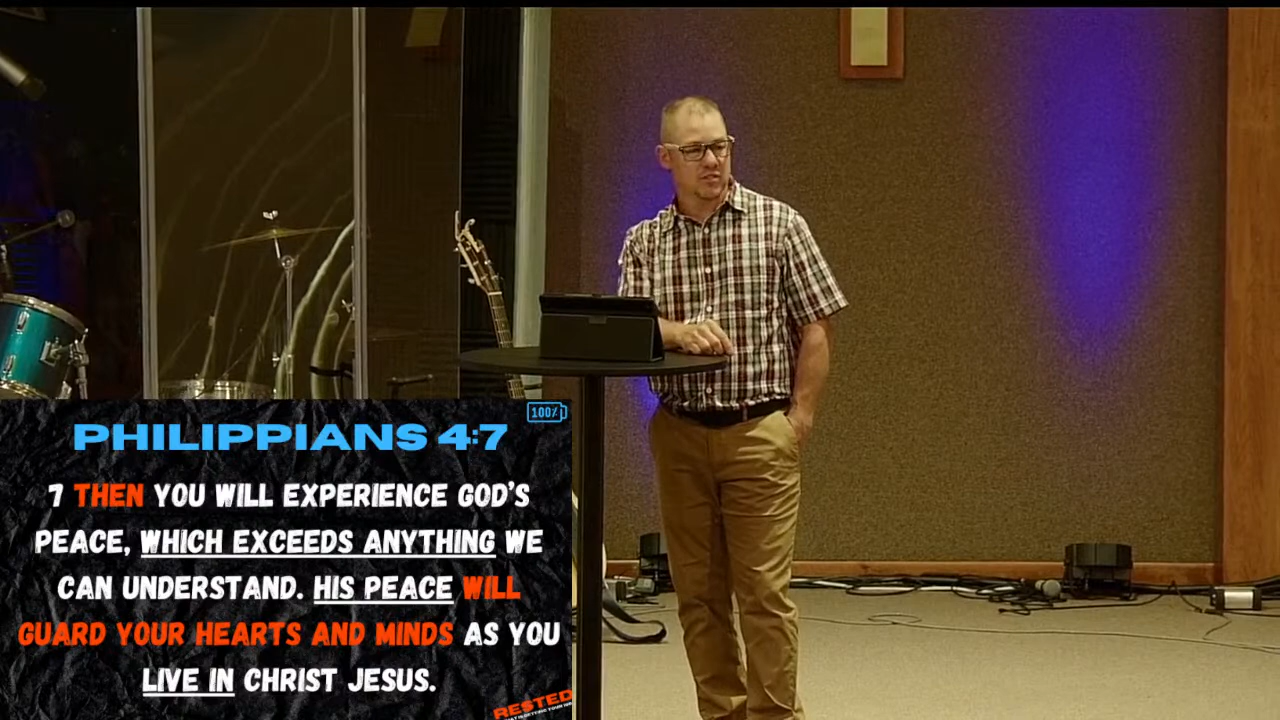 100%
PHILIPPIANS 4:7
7 THEN YOU WILL EXPERIENCE GOD'S
PEACE, WHICH EXCEEDS ANYTHING WE
CAN UNDERSTAND. HIS PEACE WILL
GUARD YOUR HEARTS AND MINDS AS YOU
LIVE IN CHRIST JESUS.
RESTED